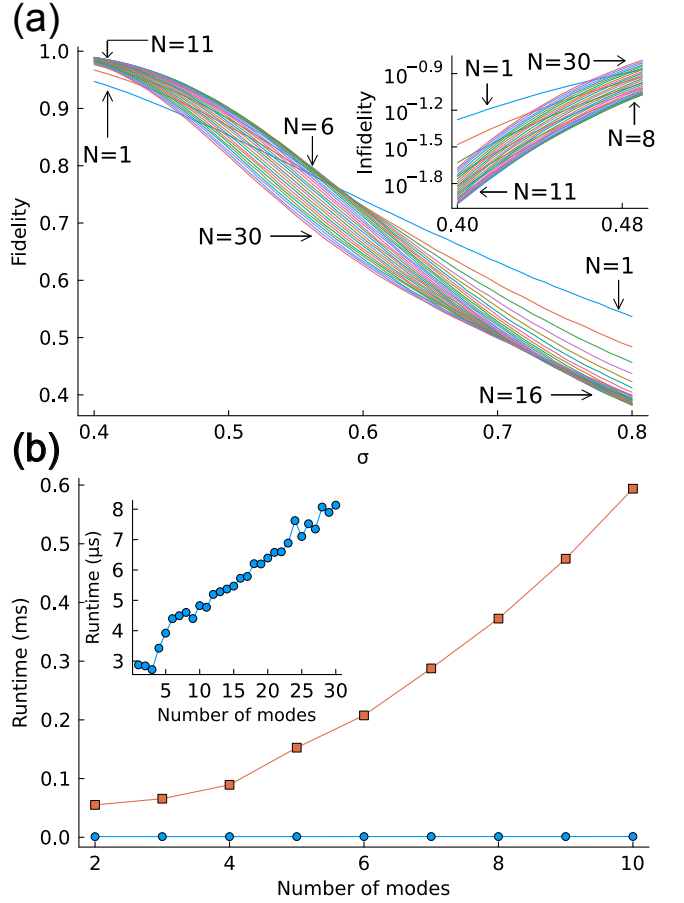 (a)
1.0
0.9
0.8
0.7
0.6
0.5
0.4
Fidelity
N=11
N=1
N=6
N=30
N=1
N=16
0.4
0.5
0.6
0.7
0.8
σ
10^−0.9
10^−1.2
10^−1.5
10^−1.8
Infidelity
N=30
N=1
N=8
N=11
0.40
0.48
(b)
0.6
0.5
0.4
0.3
0.2
0.1
0.0
Runtime (ms)
8
7
6
5
4
3
Runtime (μs)
5
10
15
20
25
30
Number of modes
2
4
6
8
10
Number of modes